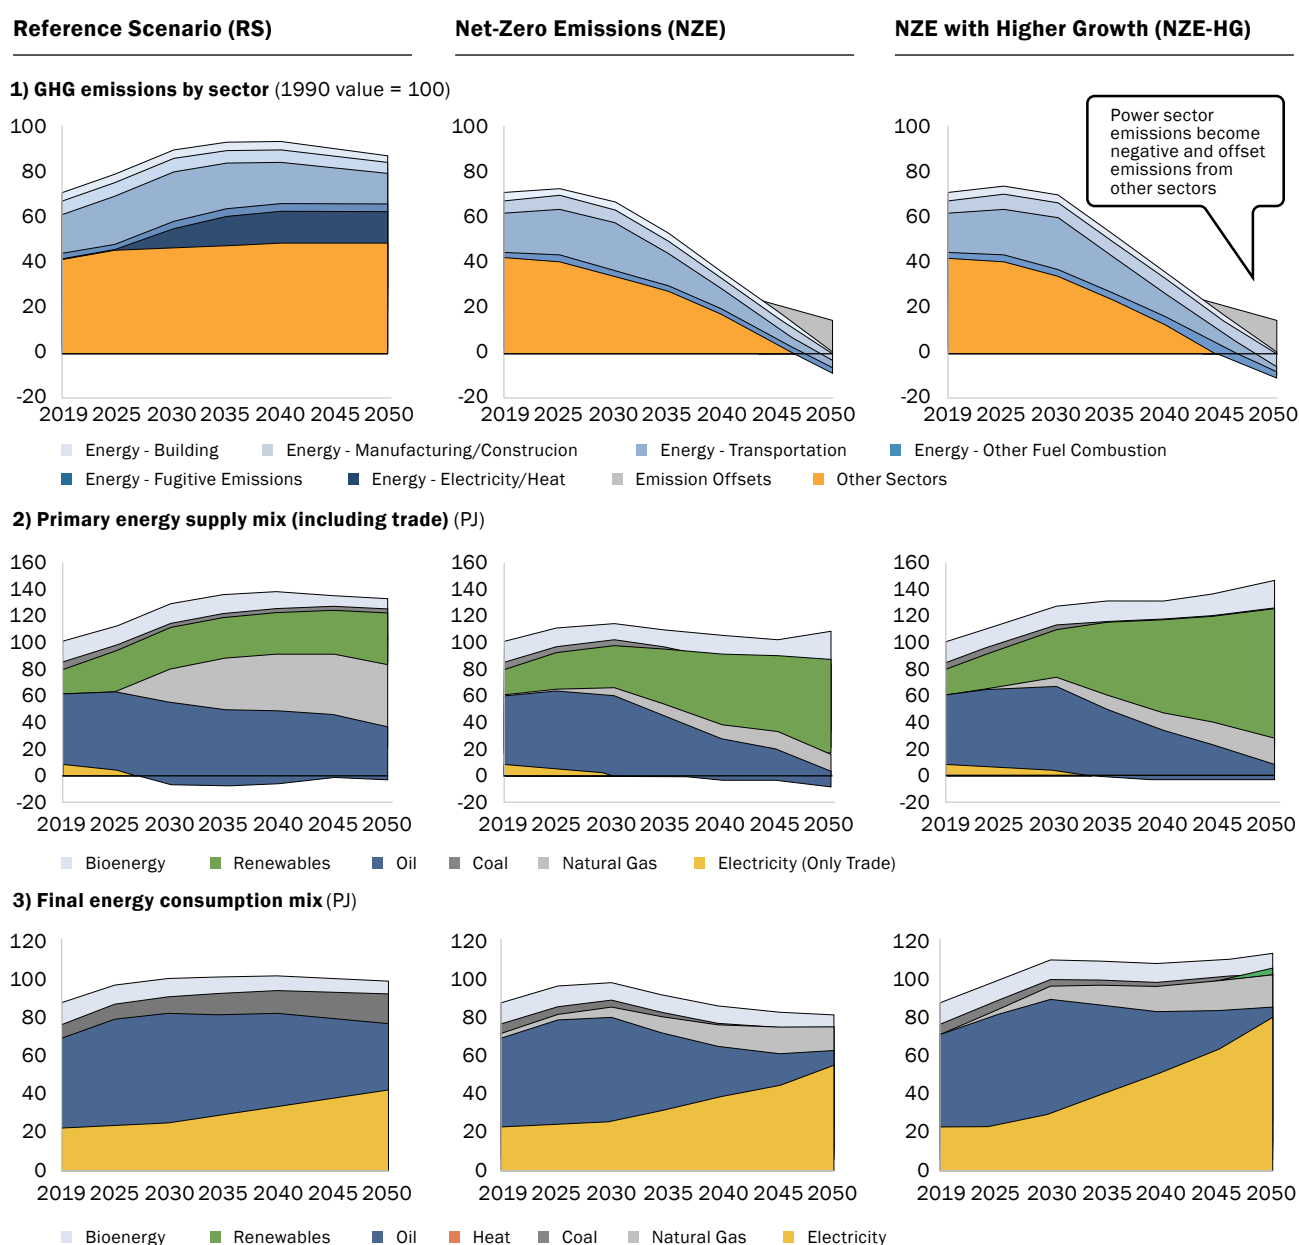 Reference Scenario (RS)
Net-Zero Emissions (NZE)
NZE with Higher Growth (NZE-HG)
1) GHG emissions by sector (1990 value = 100)
100
80
60
40
20
0
-20
2019 2025 2030 2035 2040 2045 2050
100
80
60
40
20
0
-20
2019 2025 2030 2035 2040 2045 2050
100
80
60
40
20
0
-20
2019 2025 2030 2035 2040 2045 2050
Power sector
emissions become
negative and offset
emissions from
other sectors
Energy - Building
Energy - Manufacturing/Construcion
Energy - Transportation
Energy - Other Fuel Combustion
Energy - Fugitive Emissions
Energy - Electricity/Heat
Emission Offsets
Other Sectors
2) Primary energy supply mix (including trade) (PJ)
160
140
120
100
80
60
40
20
0
-20
2019 2025 2030 2035 2040 2045 2050
160
140
120
100
80
60
40
20
0
-20
2019 2025 2030 2035 2040 2045 2050
160
140
120
100
80
60
40
20
0
-20
2019 2025 2030 2035 2040 2045 2050
Bioenergy
Renewables
Oil
Coal
Natural Gas
Electricity (Only Trade)
3) Final energy consumption mix (PJ)
120
100
80
60
40
20
0
2019 2025 2030 2035 2040 2045 2050
120
100
80
60
40
20
0
2019 2025 2030 2035 2040 2045 2050
120
100
80
60
40
20
0
2019 2025 2030 2035 2040 2045 2050
Bioenergy
Renewables
Oil
Heat
Coal
Natural Gas
Electricity